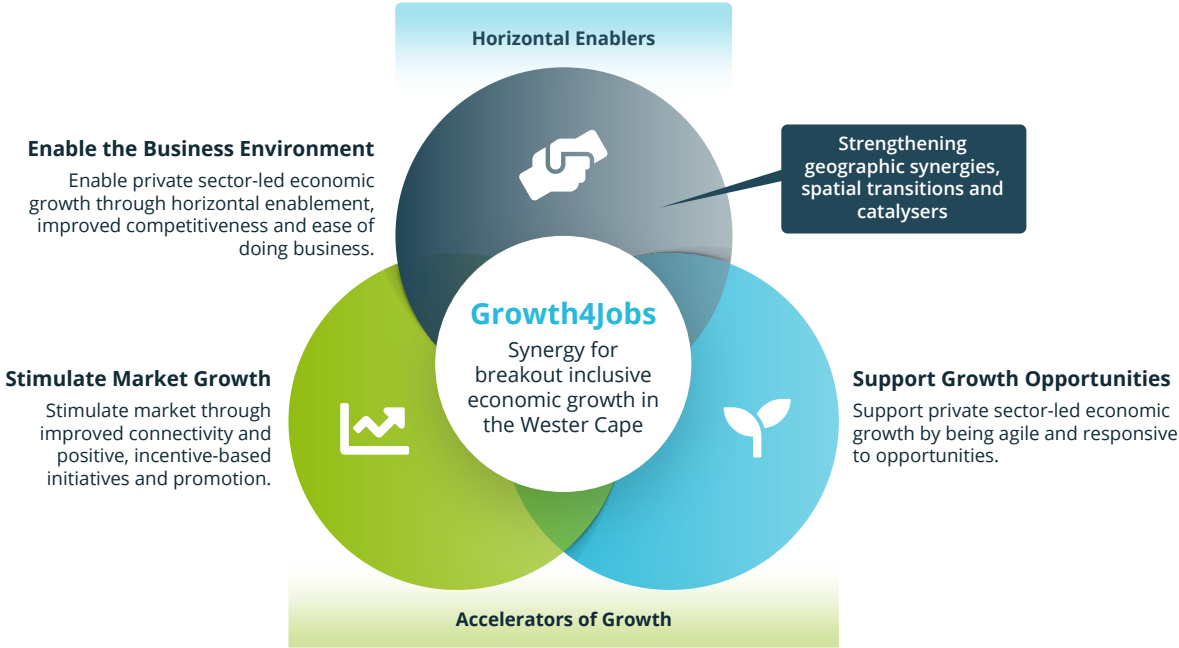 Horizontal Enablers
Enable the Business Environment
Enable private sector-led economic
growth through horizontal enablement,
improved competitiveness and ease of
doing business.
Strengthening
geographic synergies,
spatial transitions and
catalysers
Growth4Jobs
Synergy for
breakout inclusive
economic growth in
the Wester Cape
Stimulate Market Growth
Stimulate market through
improved connectivity and
positive, incentive-based
initiatives and promotion.
Support Growth Opportunities
Support private sector-led economic
growth by being agile and responsive
to opportunities.
Accelerators of Growth